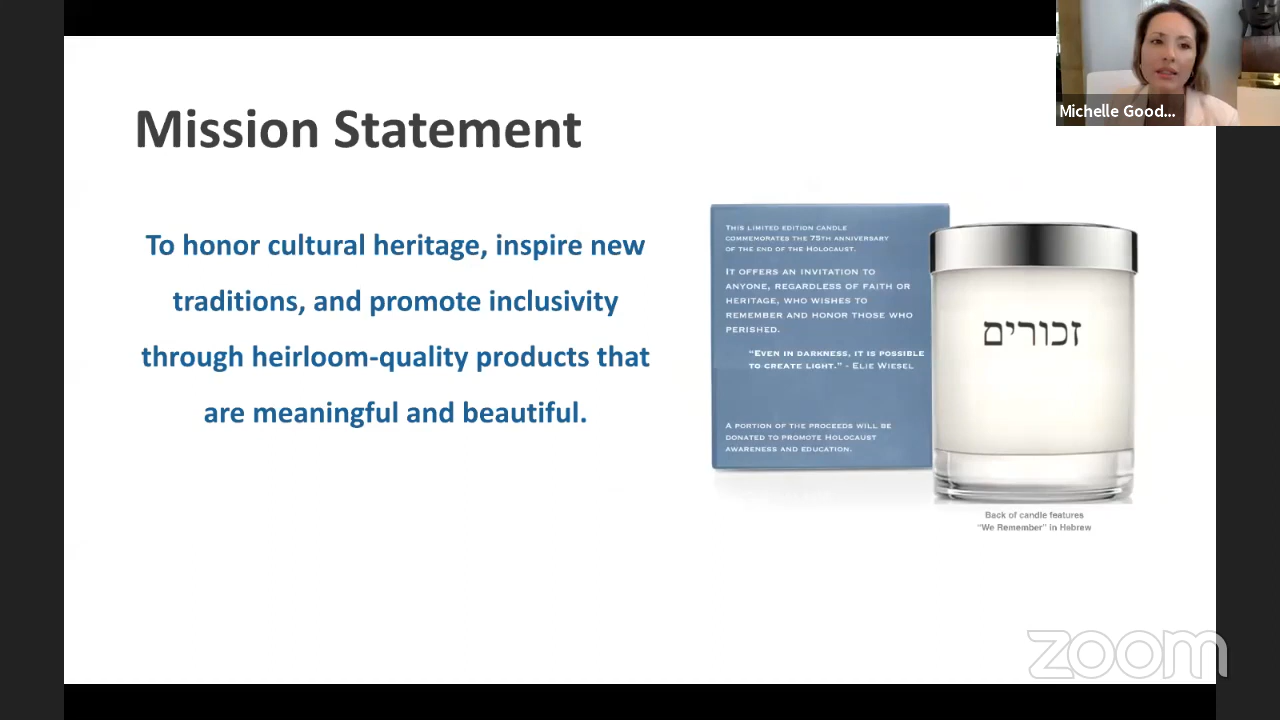 Michelle Good...
Mission Statement
To honor cultural heritage, inspire new
traditions, and promote inclusivity
through heirloom-quality products that
are meaningful and beautiful.
THIS LIMITED EDITION CANDLE
COMMEMORATES THE 75TH ANNIVERSARY
OF THE END OF THE HOLOCAUST.
IT OFFERS AN INVITATION TO
ANYONE, REGARDLESS OF FAITH OR
HERITAGE, WHO WISHES TO
REMEMBER AND HONOR THOSE WHO
PERISHED.
“EVEN IN DARKNESS, IT IS POSSIBLE
TO CREATE LIGHT.” - ELIE WIESEL
A PORTION OF THE PROCEEDS WILL BE
DONATED TO PROMOTE HOLOCAUST
AWARENESS AND EDUCATION.
זכורים
Back of candle features
“We Remember” in Hebrew
zoom